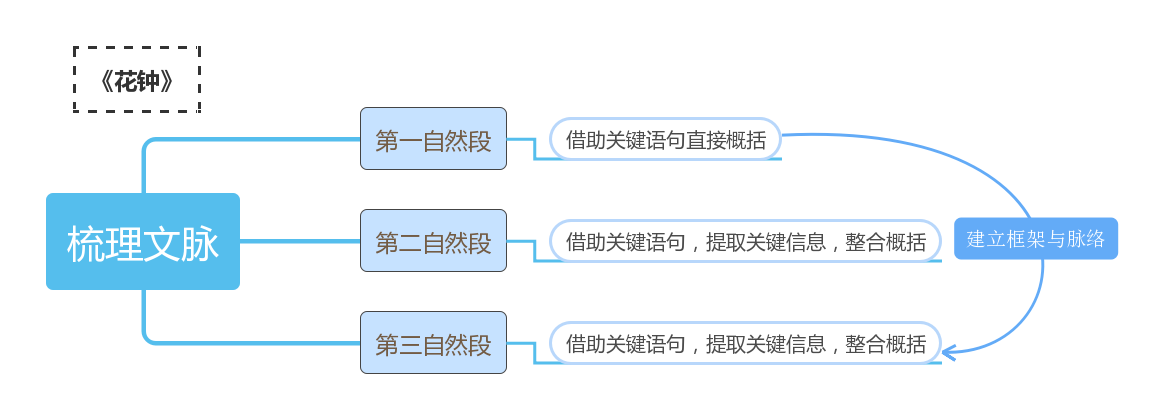 《花钟》
梳理文脉
第一自然段
借助关键语句直接概括
第二自然段
借助关键语句，提取关键信息，整合概括
第三自然段
借助关键语句，提取关键信息，整合概括
建立框架与脉络